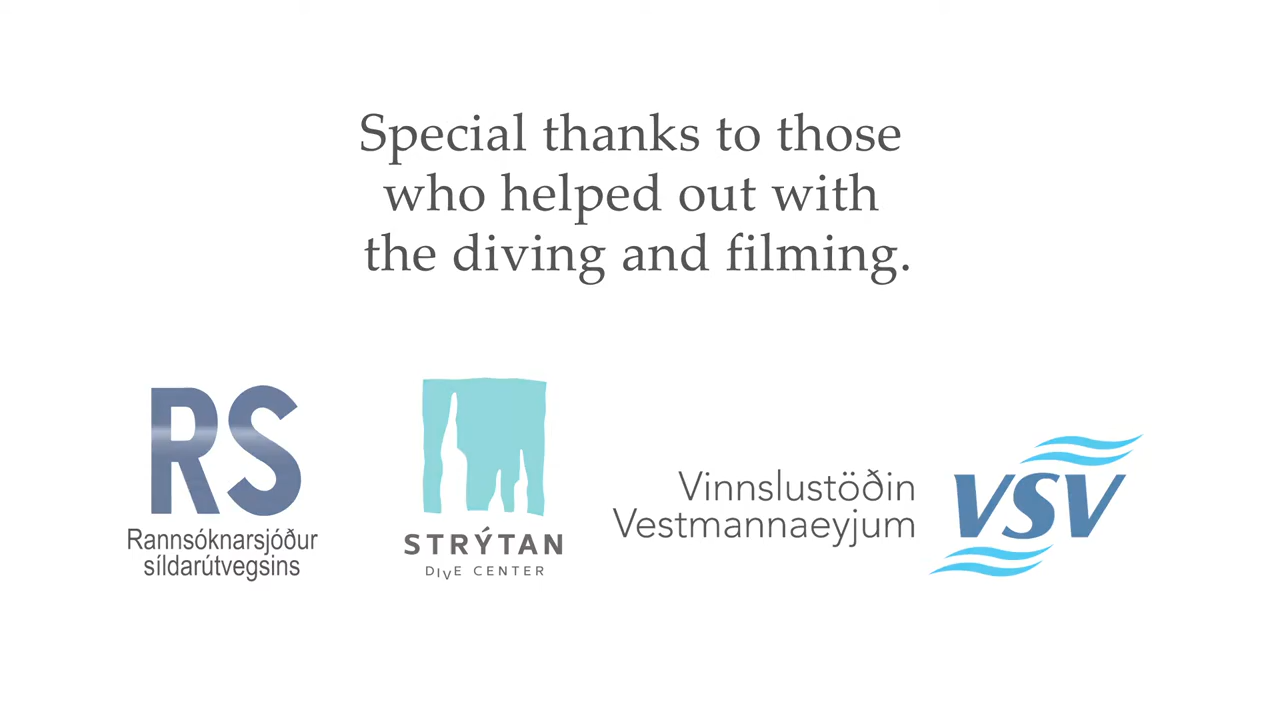 Special thanks to those
who helped out with
the diving and filming.
RS
Rannsóknarsjóður
síldarútvegsins
STRÝTAN
DIVE CENTER
Vinnslustöðin
Vestmannaeyjum
VSV